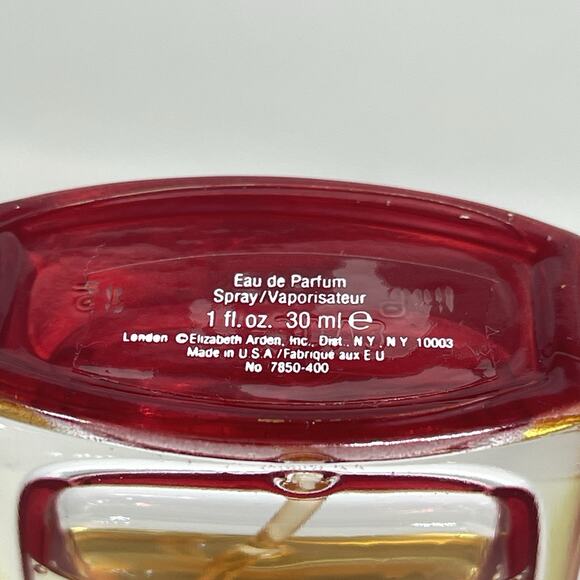 Eau de Parfum
Spray/Vaporisateur
1 fl. oz. 30 ml ℮
London © Elizabeth Arden, Inc., Dist., N.Y., N.Y. 10003
Made in U.S.A./Fabriqué aux E U
No 7850-400